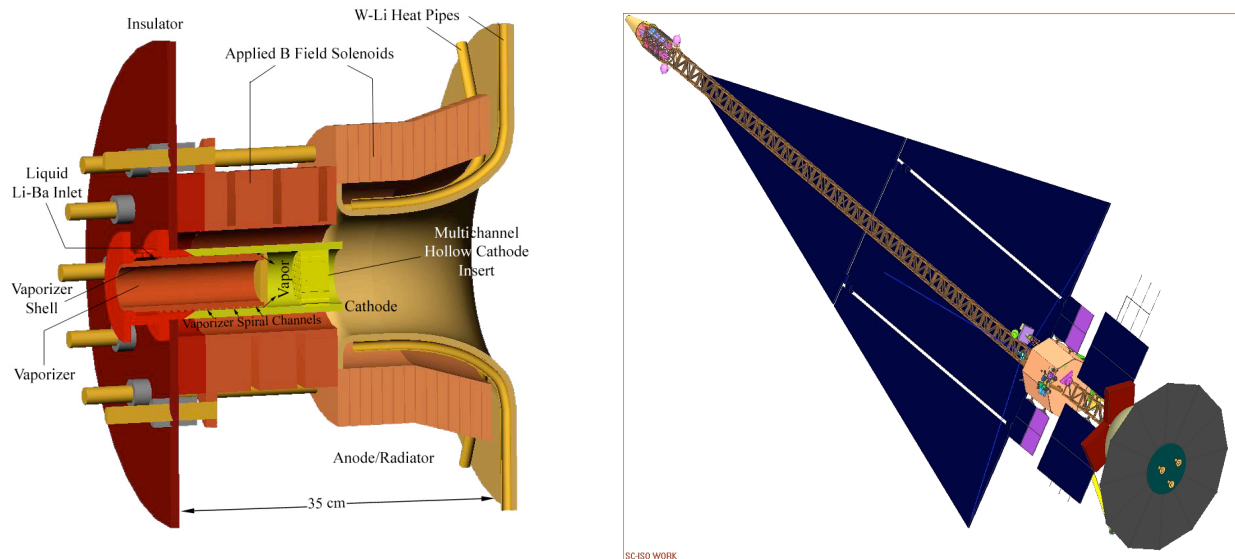 Insulator
W-Li Heat Pipes
Applied B Field Solenoids
Liquid
Li-Ba Inlet
Multichannel
Hollow Cathode
Insert
Vapor
Vaporizer
Shell
Cathode
Vaporizer Spiral Channels
Vaporizer
Anode/Radiator
35 cm
SC-ISO WORK